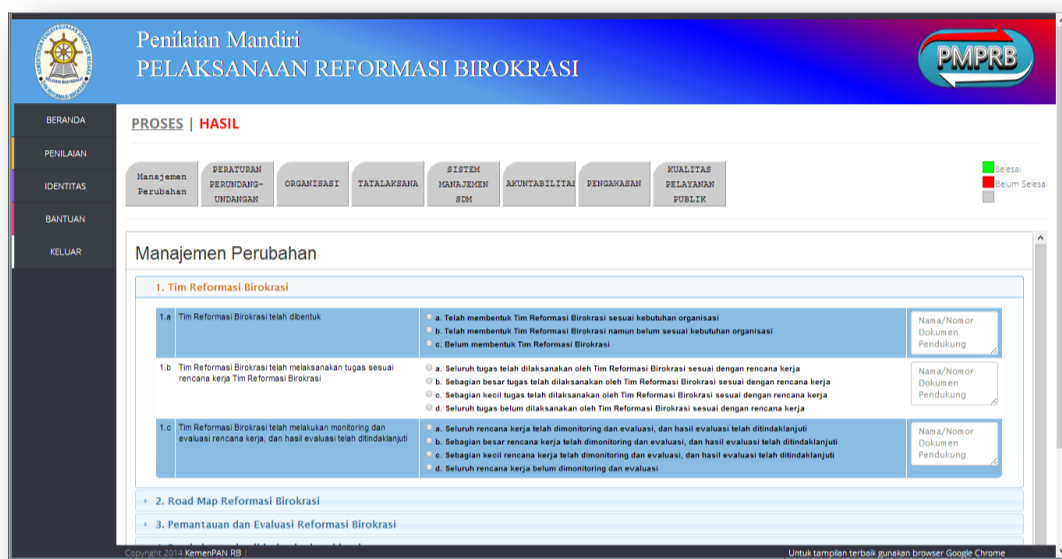 Penilaian Mandiri
PELAKSANAAN REFORMASI BIROKRASI
PMPRB
BERANDA
PENILAIAN
IDENTITAS
BANTUAN
KELUAR
PROSES | HASIL
Manajemen
Perubahan
PERATURAN
PERUNDANG-
UNDANGAN
ORGANISASI
TATALAKSANA
SISTEM
MANAJEMEN
SDM
AKUNTABILITAS
PENGAWASAN
KUALITAS
PELAYANAN
PUBLIK
Selesai
Belum Selesai
Manajemen Perubahan
1. Tim Reformasi Birokrasi
1.a Tim Reformasi Birokrasi telah dibentuk
a. Telah membentuk Tim Reformasi Birokrasi sesuai kebutuhan organisasi
b. Telah membentuk Tim Reformasi Birokrasi namun belum sesuai kebutuhan organisasi
c. Belum membentuk Tim Reformasi Birokrasi
Nama/Nomor
Dokumen
Pendukung
1.b Tim Reformasi Birokrasi telah melaksanakan tugas sesuai
rencana kerja Tim Reformasi Birokrasi
a. Seluruh tugas telah dilaksanakan oleh Tim Reformasi Birokrasi sesuai dengan rencana kerja
b. Sebagian besar tugas telah dilaksanakan oleh Tim Reformasi Birokrasi sesuai dengan rencana kerja
c. Sebagian kecil tugas telah dilaksanakan oleh Tim Reformasi Birokrasi sesuai dengan rencana kerja
d. Seluruh tugas belum dilaksanakan oleh Tim Reformasi Birokrasi sesuai dengan rencana kerja
Nama/Nomor
Dokumen
Pendukung
1.c Tim Reformasi Birokrasi telah melakukan monitoring dan
evaluasi rencana kerja, dan hasil evaluasi telah ditindaklanjuti
a. Seluruh rencana kerja telah dimonitoring dan evaluasi, dan hasil evaluasi telah ditindaklanjuti
b. Sebagian besar rencana kerja telah dimonitoring dan evaluasi, dan hasil evaluasi telah ditindaklanjuti
c. Sebagian kecil rencana kerja telah dimonitoring dan evaluasi, dan hasil evaluasi telah ditindaklanjuti
d. Seluruh rencana kerja belum dimonitoring dan evaluasi
Nama/Nomor
Dokumen
Pendukung
2. Road Map Reformasi Birokrasi
3. Pemantauan dan Evaluasi Reformasi Birokrasi
Copyright 2014 KemenPAN RB |
Untuk tampilan terbaik gunakan browser Google Chrome